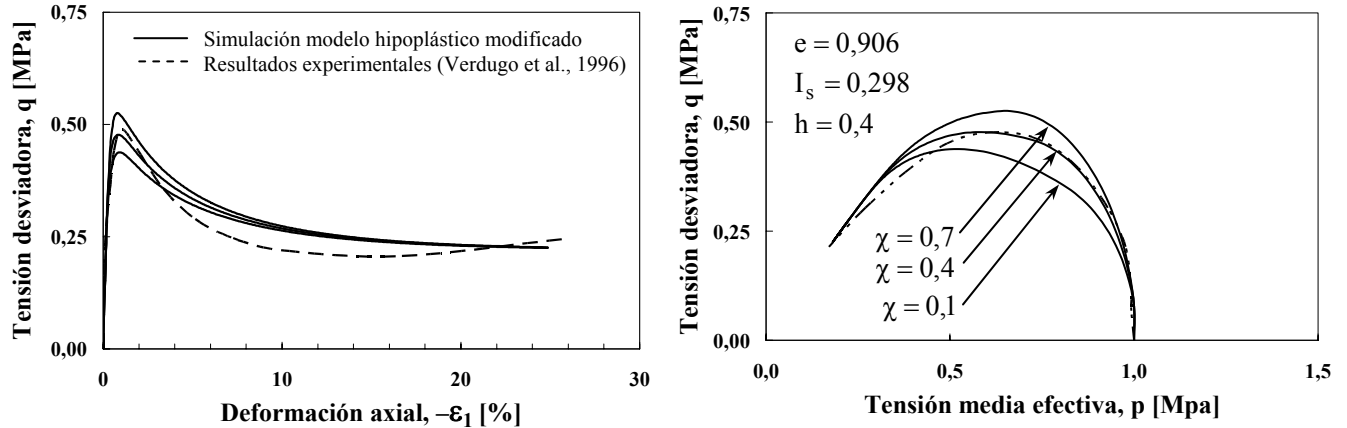 Tensión desviadora, q [MPa]
0,75
0,50
0,25
0,00
Simulación modelo hipoplástico modificado
Resultados experimentales (Verdugo et al., 1996)
0
10
20
30
Deformación axial, –ε₁ [%]
Tensión desviadora, q [MPa]
0,75
0,50
0,25
0,00
e = 0,906
Iₛ = 0,298
h = 0,4
χ = 0,7
χ = 0,4
χ = 0,1
0,0
0,5
1,0
1,5
Tensión media efectiva, p [Mpa]